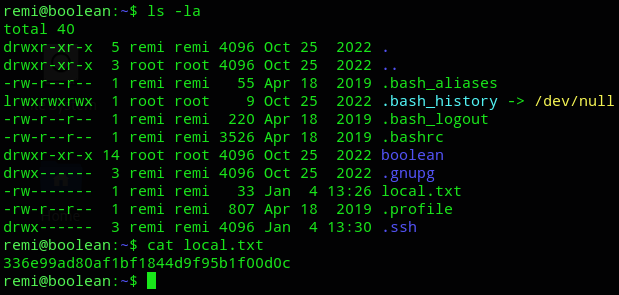 remi@boolean:~$ ls -la
total 40
drwxr-xr-x  5 remi remi 4096 Oct 25  2022 .
drwxr-xr-x  3 root root 4096 Oct 25  2022 ..
-rw-r--r--  1 remi remi   55 Apr 18  2019 .bash_aliases
lrwxrwxrwx  1 root root    9 Oct 25  2022 .bash_history -> /dev/null
-rw-r--r--  1 remi remi  220 Apr 18  2019 .bash_logout
-rw-r--r--  1 remi remi 3526 Apr 18  2019 .bashrc
drwxr-xr-x 14 root root 4096 Oct 25  2022 boolean
drwx------  3 remi remi 4096 Oct 25  2022 .gnupg
-rw-------  1 remi remi   33 Jan  4 13:26 local.txt
-rw-r--r--  1 remi remi  807 Apr 18  2019 .profile
drwx------  3 remi remi 4096 Jan  4 13:30 .ssh
remi@boolean:~$ cat local.txt
336e99ad80af1bf1844d9f95b1f00d0c
remi@boolean:~$